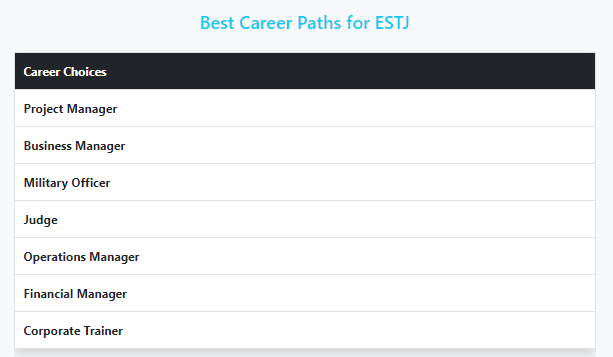 Best Career Paths for ESTJ
Career Choices
Project Manager
Business Manager
Military Officer
Judge
Operations Manager
Financial Manager
Corporate Trainer